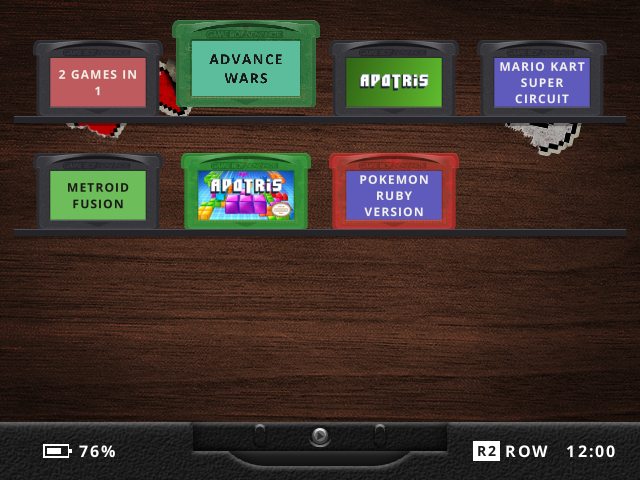 2 GAMES IN
1
ADVANCE
WARS
APOTRIS
MARIO KART
SUPER
CIRCUIT
METROID
FUSION
APOTRIS
POKEMON
RUBY
VERSION
76%
R2 ROW 12:00